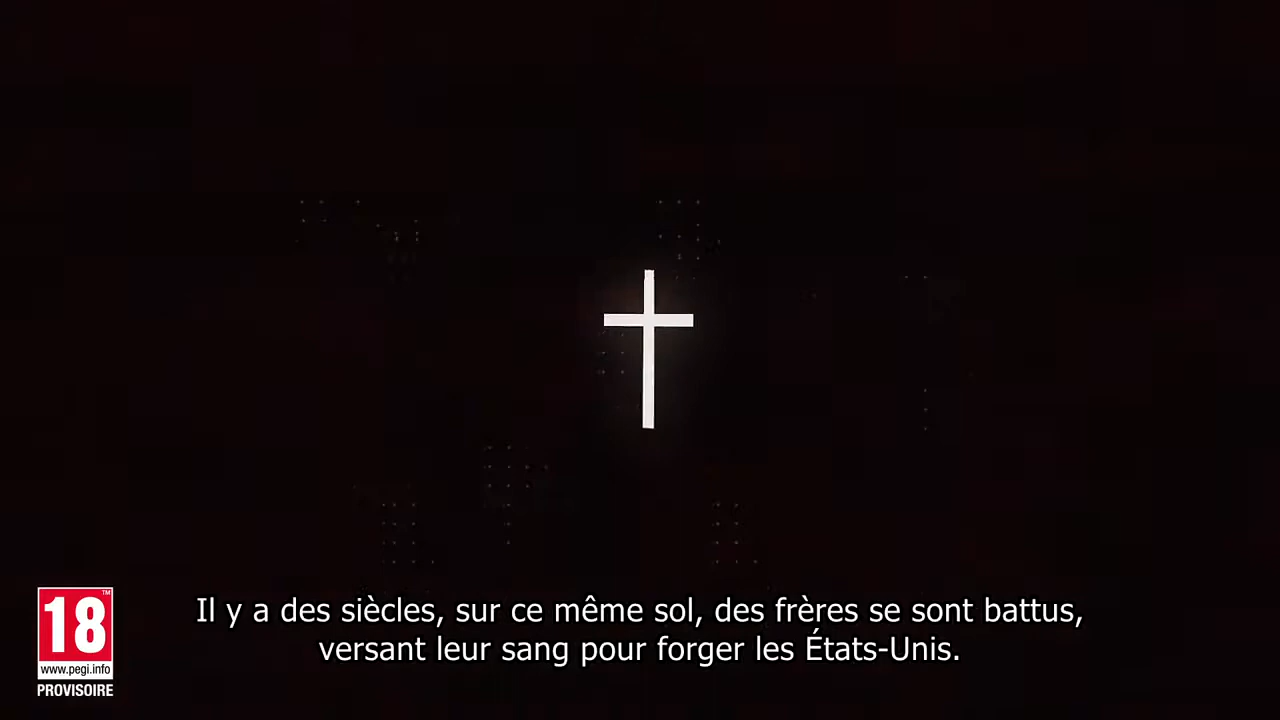 Il y a des siècles, sur ce même sol, des frères se sont battus,
versant leur sang pour forger les États-Unis.
18™
www.pegi.info
PROVISOIRE